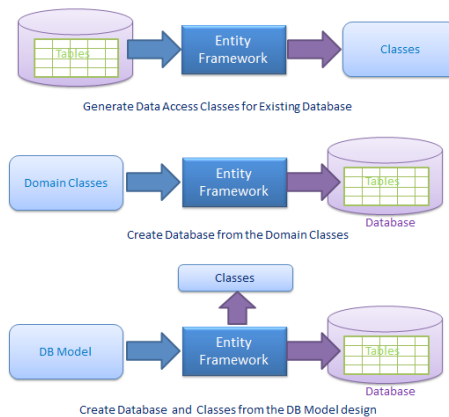 Tables
Entity
Framework
Classes
Generate Data Access Classes for Existing Database
Domain Classes
Entity
Framework
Tables
Database
Create Database from the Domain Classes
Classes
DB Model
Entity
Framework
Tables
Database
Create Database and Classes from the DB Model design